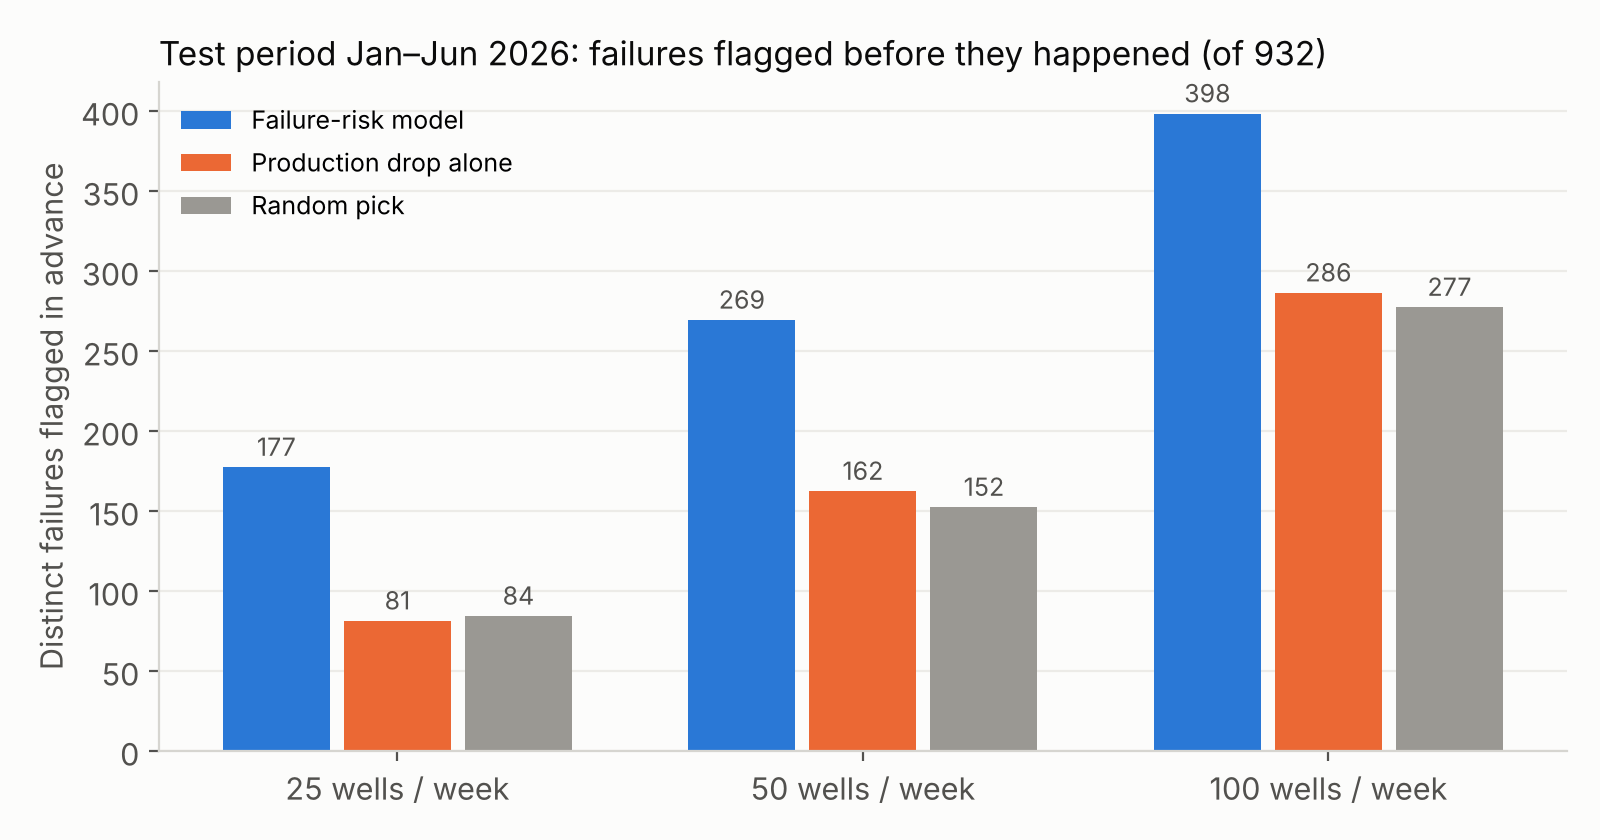 Test period Jan–Jun 2026: failures flagged before they happened (of 932)
Distinct failures flagged in advance
400
350
300
250
200
150
100
50
0
Failure-risk model
Production drop alone
Random pick
177
81
84
269
162
152
398
286
277
25 wells / week
50 wells / week
100 wells / week